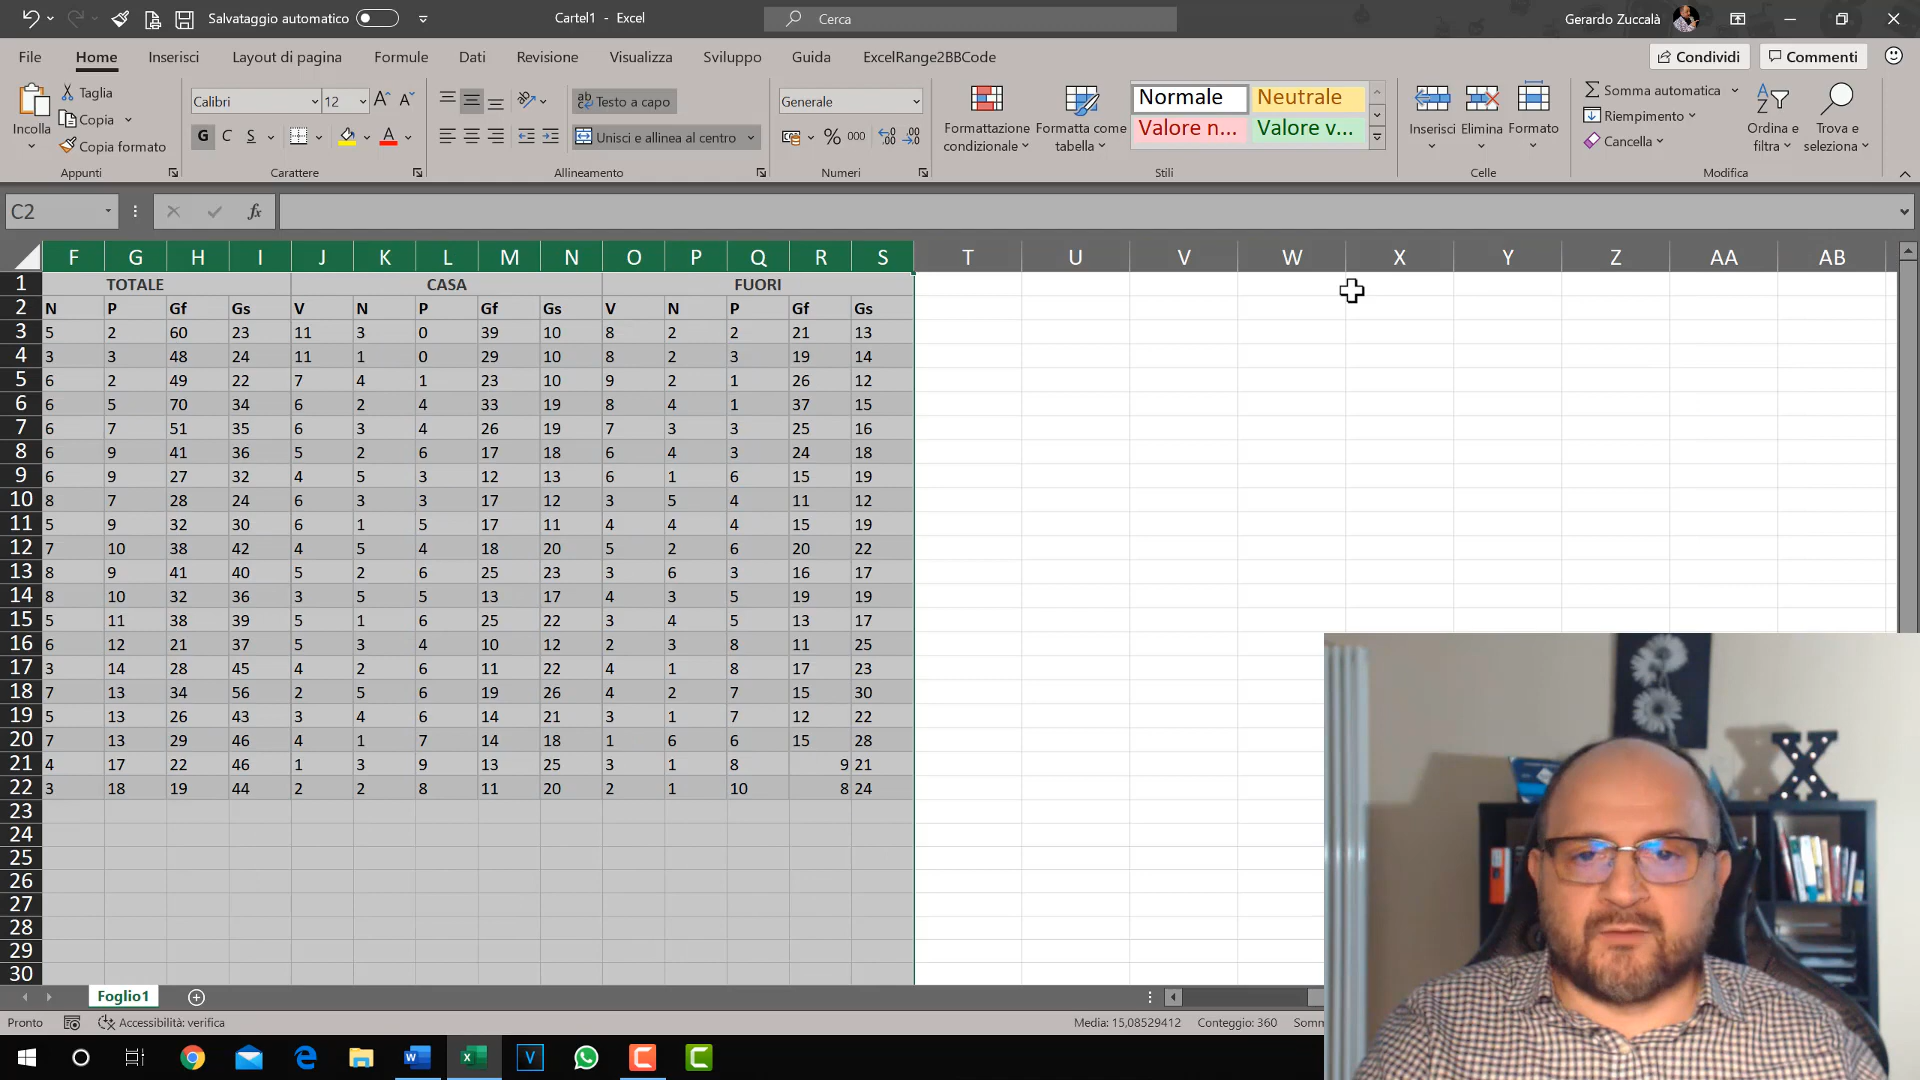 Salvataggio automatico
Cartel1 - Excel
Cerca
Gerardo Zuccalà
File Home Inserisci Layout di pagina Formule Dati Revisione Visualizza Sviluppo Guida ExcelRange2BBCode
Condividi Commenti
Incolla
Taglia
Copia
Copia formato
Appunti
Calibri 12
G C S
Carattere
Testo a capo
Unisci e allinea al centro
Allineamento
Generale
% 000
Numeri
Formattazione condizionale
Formatta come tabella
Normale Neutrale
Valore n... Valore v...
Stili
Inserisci Elimina Formato
Celle
Somma automatica
Riempimento
Cancella
Ordina e filtra
Trova e seleziona
Modifica
C2
fx
F G H I J K L M N O P Q R S T U V W X Y Z AA AB
1 TOTALE CASA FUORI
2 N P Gf Gs V N P Gf Gs V N P Gf Gs
3 5 2 60 23 11 3 0 39 10 8 2 2 21 13
4 3 3 48 24 11 1 0 29 10 8 2 3 19 14
5 6 2 49 22 7 4 1 23 10 9 2 1 26 12
6 6 5 70 34 6 2 4 33 19 8 4 1 37 15
7 6 7 51 35 6 3 4 26 19 7 3 3 25 16
8 6 9 41 36 5 2 6 17 18 6 4 3 24 18
9 6 9 27 32 4 5 3 12 13 6 1 6 15 19
10 8 7 28 24 6 3 3 17 12 3 5 4 11 12
11 5 9 32 30 6 1 5 17 11 4 4 4 15 19
12 7 10 38 42 4 5 4 18 20 5 2 6 20 22
13 8 9 41 40 5 2 6 25 23 3 6 3 16 17
14 8 10 32 36 3 5 5 13 17 4 3 5 19 19
15 5 11 38 39 5 1 6 25 22 3 4 5 13 17
16 6 12 21 37 5 3 4 10 12 2 3 8 11 25
17 3 14 28 45 4 2 6 11 22 4 1 8 17 23
18 7 13 34 56 2 5 6 19 26 4 2 7 15 30
19 5 13 26 43 3 4 6 14 21 3 1 7 12 22
20 7 13 29 46 4 1 7 14 18 1 6 6 15 28
21 4 17 22 46 1 3 9 13 25 3 1 8 9 21
22 3 18 19 44 2 2 8 11 20 2 1 10 8 24
23
24
25
26
27
28
29
30
Foglio1
Pronto Accessibilità: verifica Media: 15,08529412 Conteggio: 360 Somm